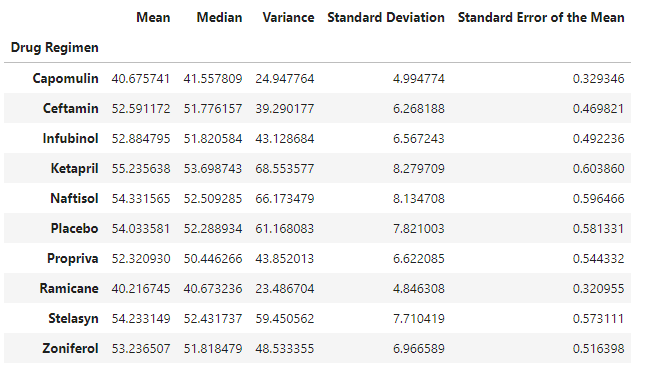 Mean Median Variance Standard Deviation Standard Error of the Mean
Drug Regimen
Capomulin 40.675741 41.557809 24.947764 4.994774 0.329346
Ceftamin 52.591172 51.776157 39.290177 6.268188 0.469821
Infubinol 52.884795 51.820584 43.128684 6.567243 0.492236
Ketapril 55.235638 53.698743 68.553577 8.279709 0.603860
Naftisol 54.331565 52.509285 66.173479 8.134708 0.596466
Placebo 54.033581 52.288934 61.168083 7.821003 0.581331
Propriva 52.320930 50.446266 43.852013 6.622085 0.544332
Ramicane 40.216745 40.673236 23.486704 4.846308 0.320955
Stelasyn 54.233149 52.431737 59.450562 7.710419 0.573111
Zoniferol 53.236507 51.818479 48.533355 6.966589 0.516398